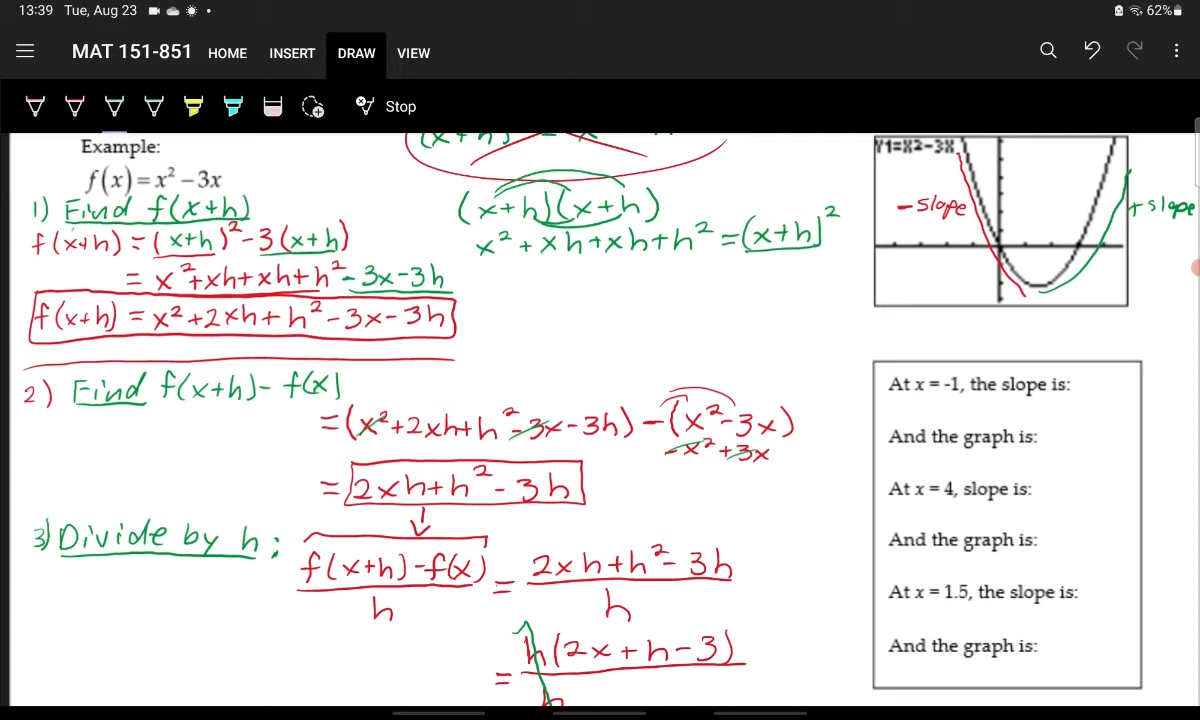 13:39 Tue, Aug 23 62%
MAT 151-851 HOME INSERT DRAW VIEW
Stop
Example:
f(x) = x² − 3x
1) Find f(x+h)
f(x+h) = (x+h)² − 3(x+h)
= x² + xh + xh + h² − 3x − 3h
f(x+h) = x² + 2xh + h² − 3x − 3h
(x+h)(x+h)
x² + xh + xh + h² = (x+h)²
Y1=X2−3X
− slope
+ slope
2) Find f(x+h) − f(x)
= (x² + 2xh + h² − 3x − 3h) − (x² − 3x)
− x² + 3x
= 2xh + h² − 3h
3) Divide by h:
f(x+h) − f(x) = 2xh + h² − 3h
h h
= h(2x + h − 3)
h
At x = -1, the slope is:
And the graph is:
At x = 4, slope is:
And the graph is:
At x = 1.5, the slope is:
And the graph is: